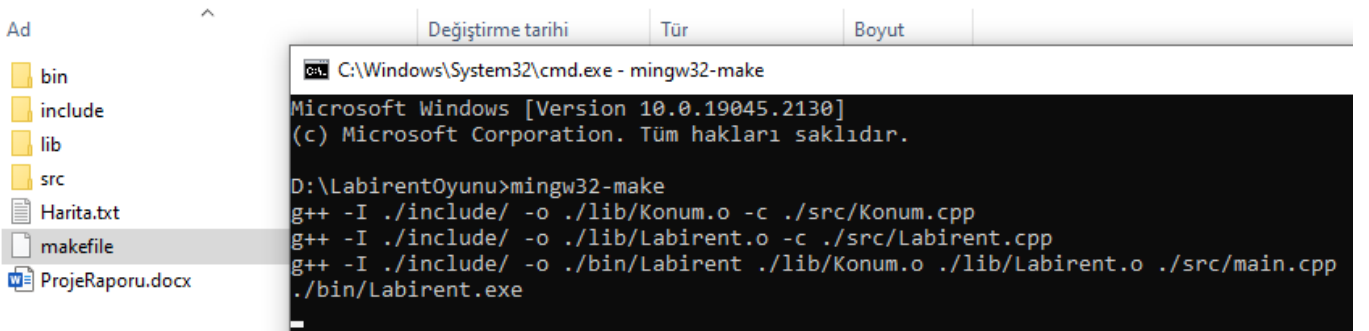 Ad Değiştirme tarihi Tür Boyut
bin
include
lib
src
Harita.txt
makefile
ProjeRaporu.docx
C:\Windows\System32\cmd.exe - mingw32-make
Microsoft Windows [Version 10.0.19045.2130]
(c) Microsoft Corporation. Tüm hakları saklıdır.
D:\LabirentOyunu>mingw32-make
g++ -I ./include/ -o ./lib/Konum.o -c ./src/Konum.cpp
g++ -I ./include/ -o ./lib/Labirent.o -c ./src/Labirent.cpp
g++ -I ./include/ -o ./bin/Labirent ./lib/Konum.o ./lib/Labirent.o ./src/main.cpp
./bin/Labirent.exe